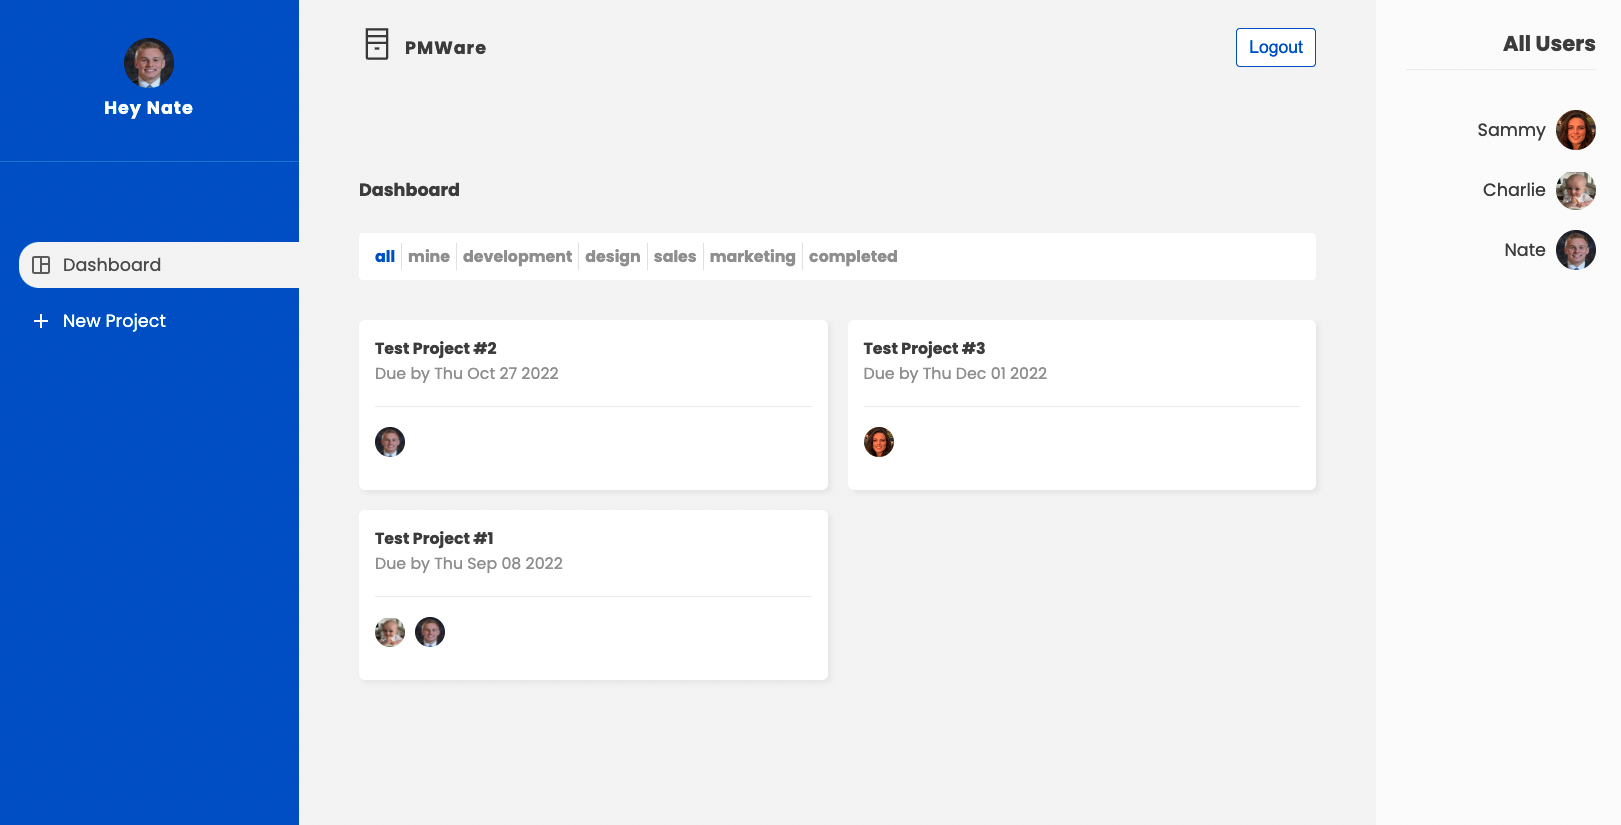 Hey Nate
Dashboard
New Project
PMWare
Logout
Dashboard
all mine development design sales marketing completed
Test Project #2
Due by Thu Oct 27 2022
Test Project #3
Due by Thu Dec 01 2022
Test Project #1
Due by Thu Sep 08 2022
All Users
Sammy
Charlie
Nate